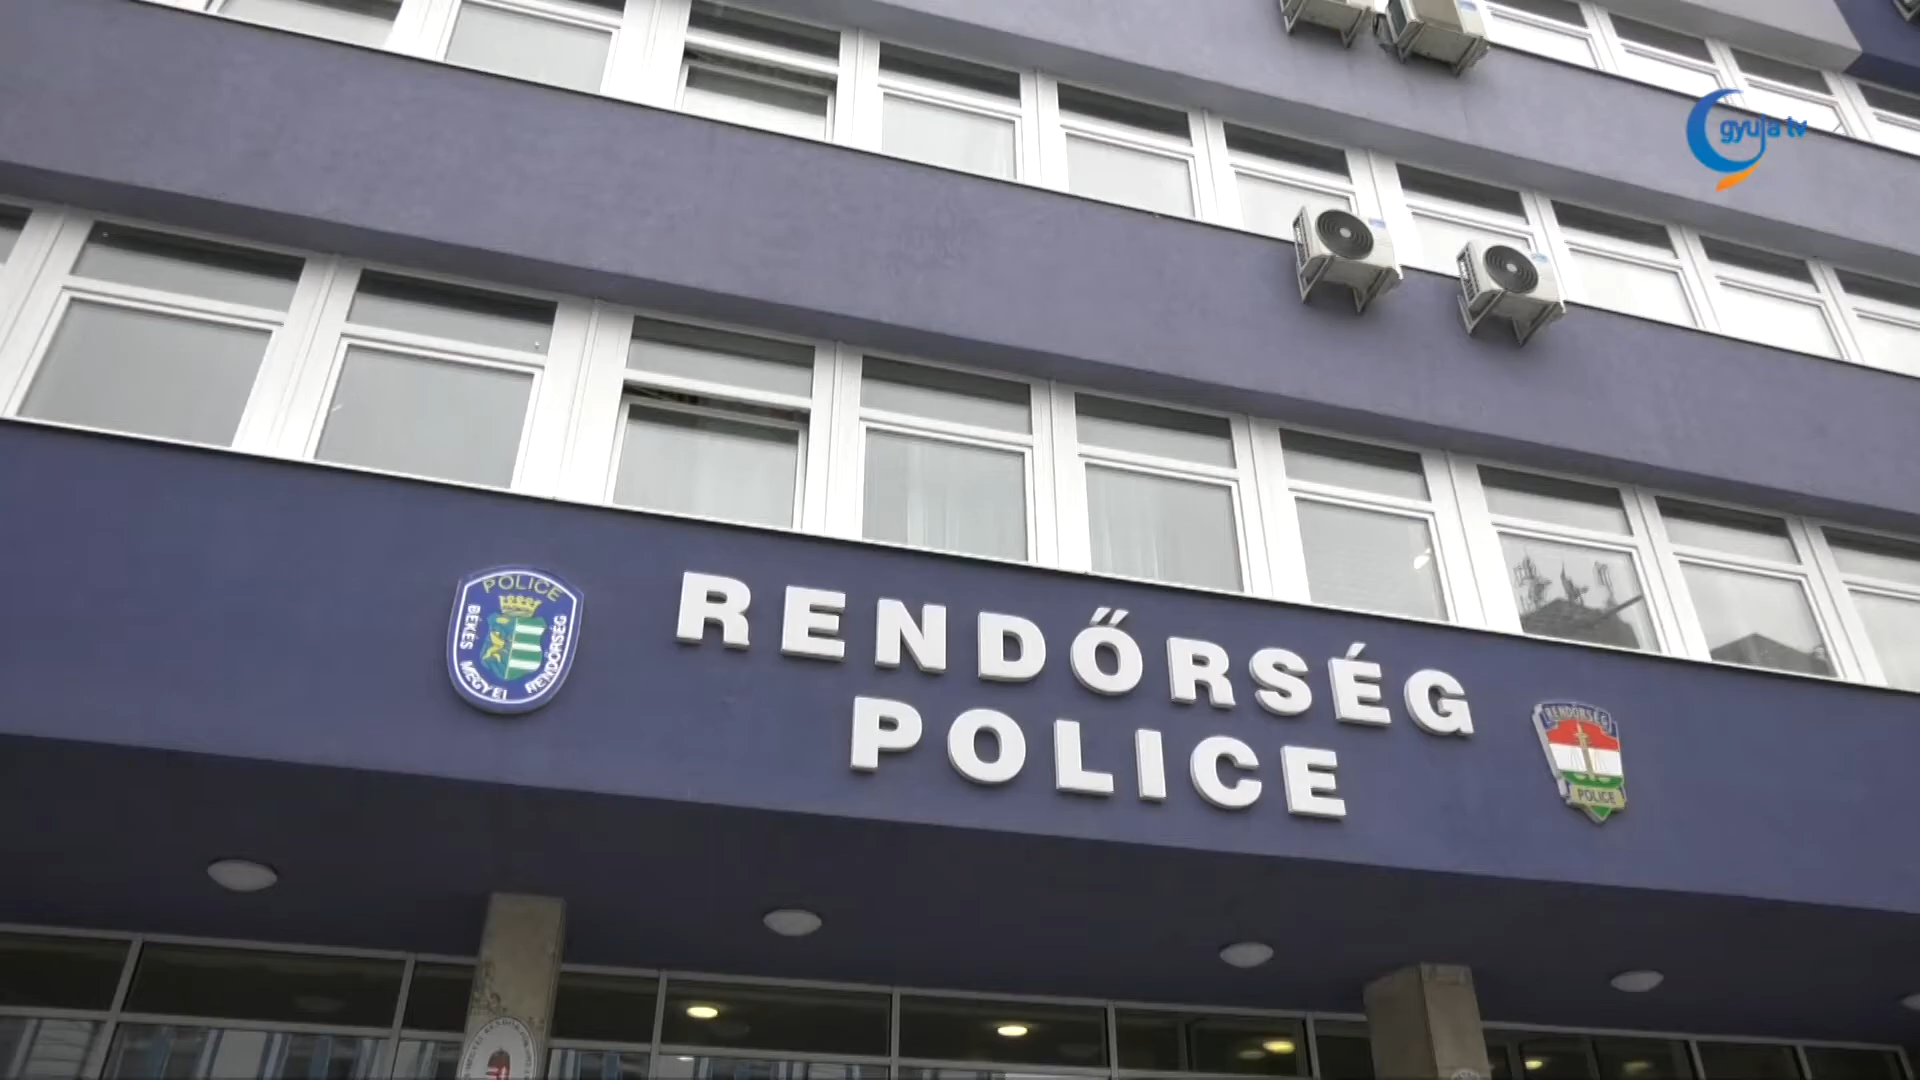 gyula tv
RENDŐRSÉG
POLICE
POLICE
BÉKÉS MEGYEI RENDŐRSÉG
RENDŐRSÉG
POLICE